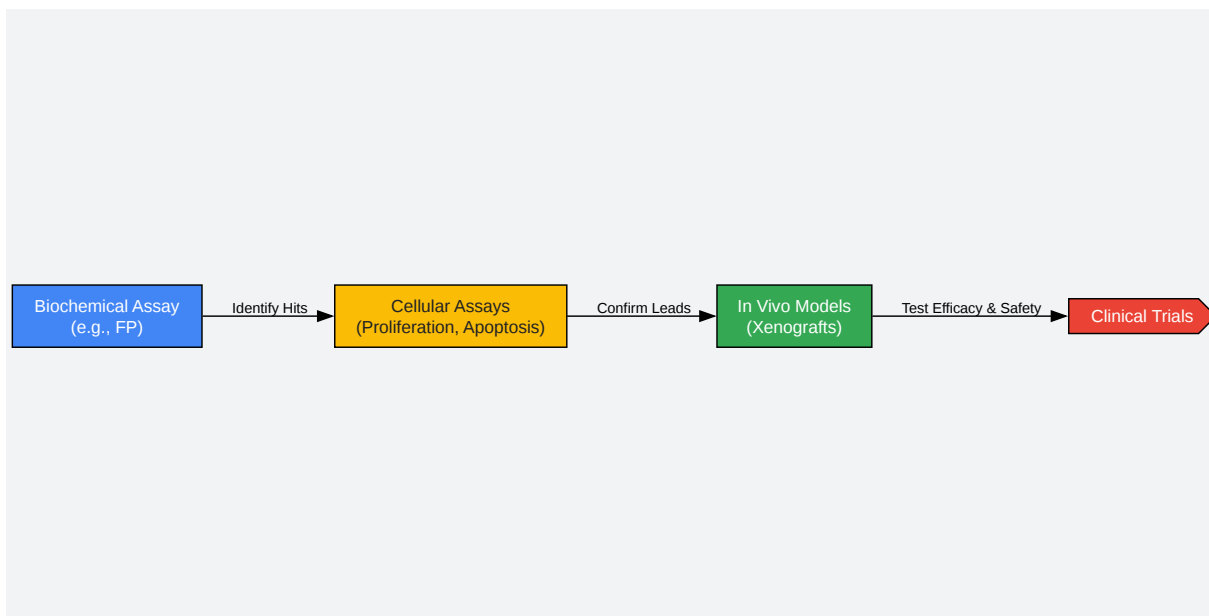 Biochemical Assay
(e.g., FP)
Identify Hits
Cellular Assays
(Proliferation, Apoptosis)
Confirm Leads
In Vivo Models
(Xenografts)
Test Efficacy & Safety
Clinical Trials